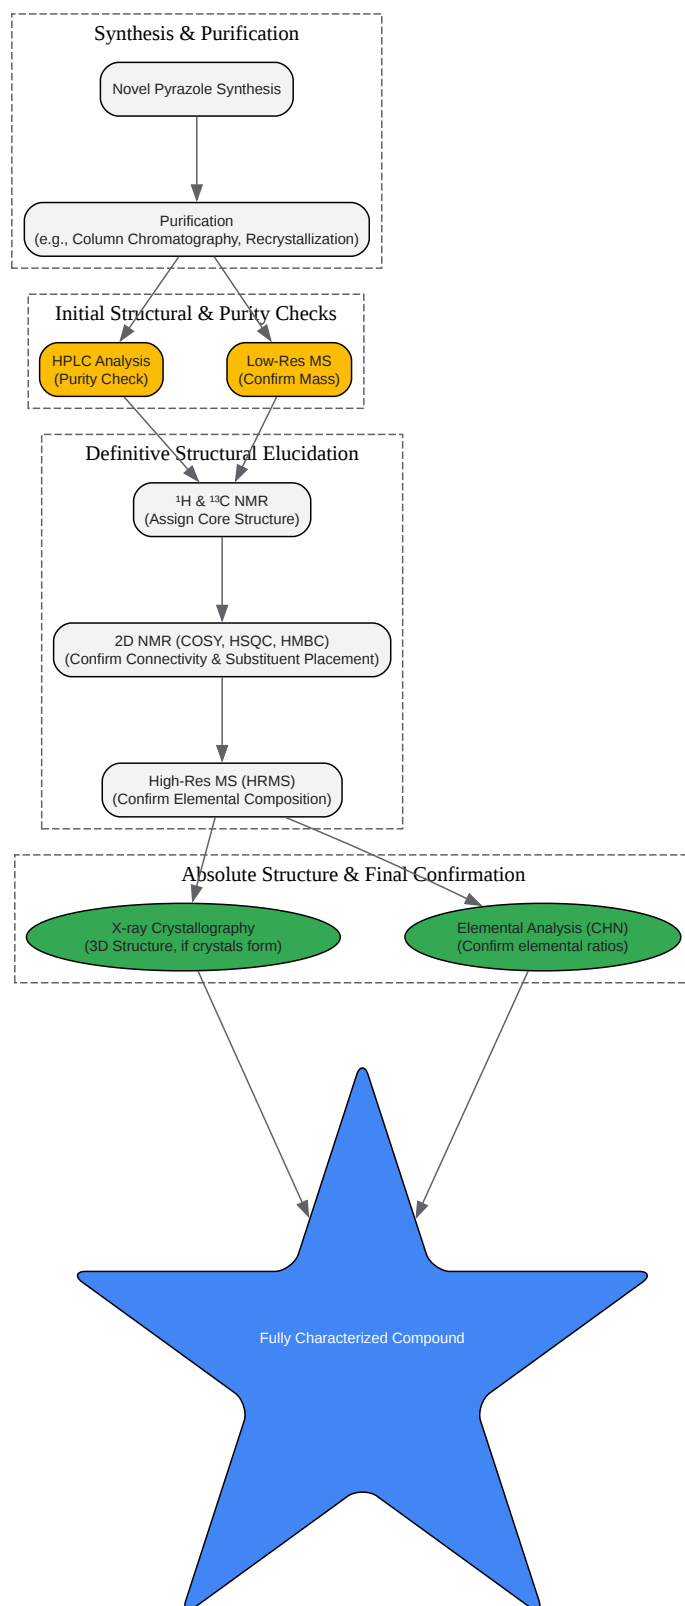 Synthesis & Purification
Novel Pyrazole Synthesis
Purification
(e.g., Column Chromatography, Recrystallization)
Initial Structural & Purity Checks
HPLC Analysis
(Purity Check)
Low-Res MS
(Confirm Mass)
Definitive Structural Elucidation
¹H & ¹³C NMR
(Assign Core Structure)
2D NMR (COSY, HSQC, HMBC)
(Confirm Connectivity & Substituent Placement)
High-Res MS (HRMS)
(Confirm Elemental Composition)
Absolute Structure & Final Confirmation
X-ray Crystallography
(3D Structure, if crystals form)
Elemental Analysis (CHN)
(Confirm elemental ratios)
Fully Characterized Compound